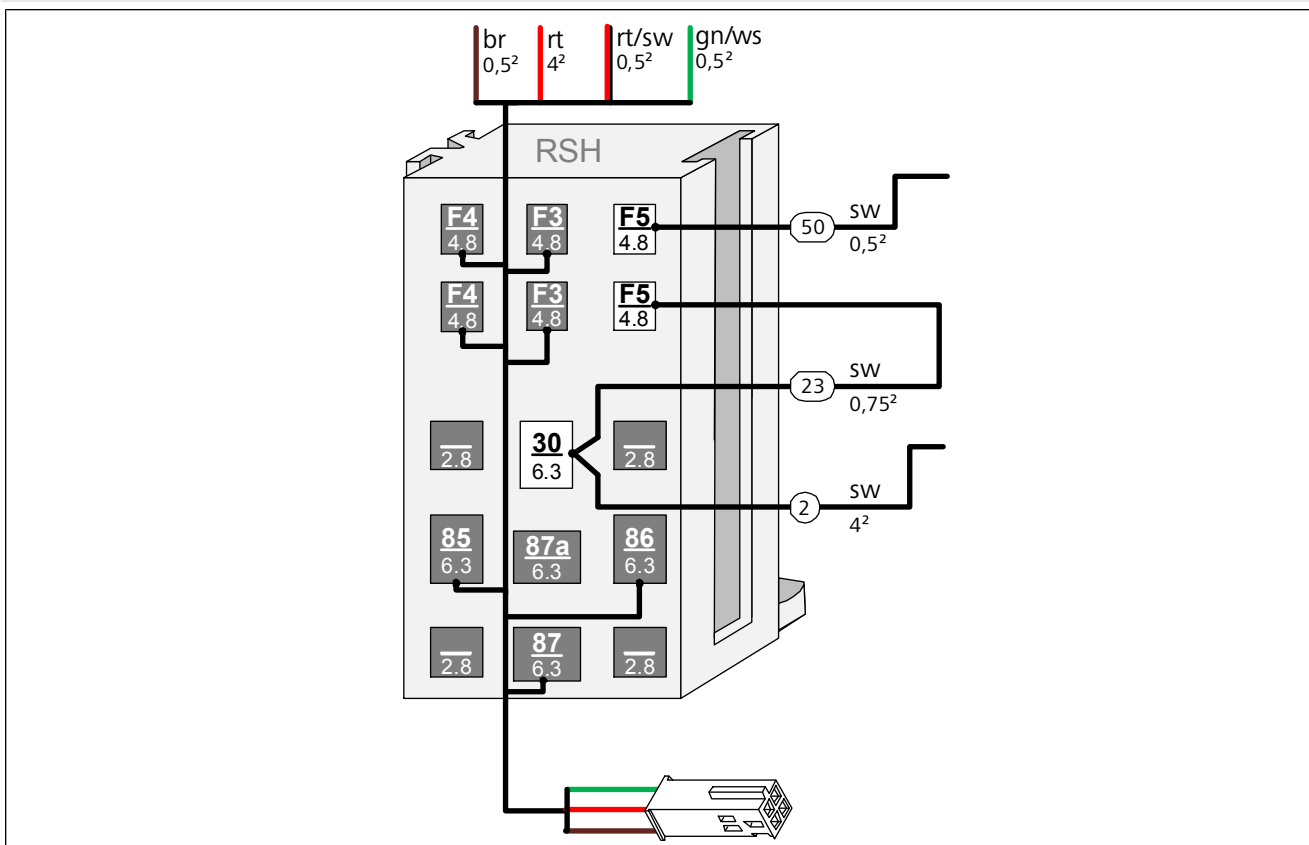 br rt rt/sw gn/ws
0,5² 4² 0,5² 0,5²
RSH
F4 F3 F5
4.8 4.8 4.8
50 sw
0,5²
F4 F3 F5
4.8 4.8 4.8
23 sw
0,75²
30
2.8 6.3 2.8
2 sw
4²
85 87a 86
6.3 6.3 6.3
87
2.8 6.3 2.8